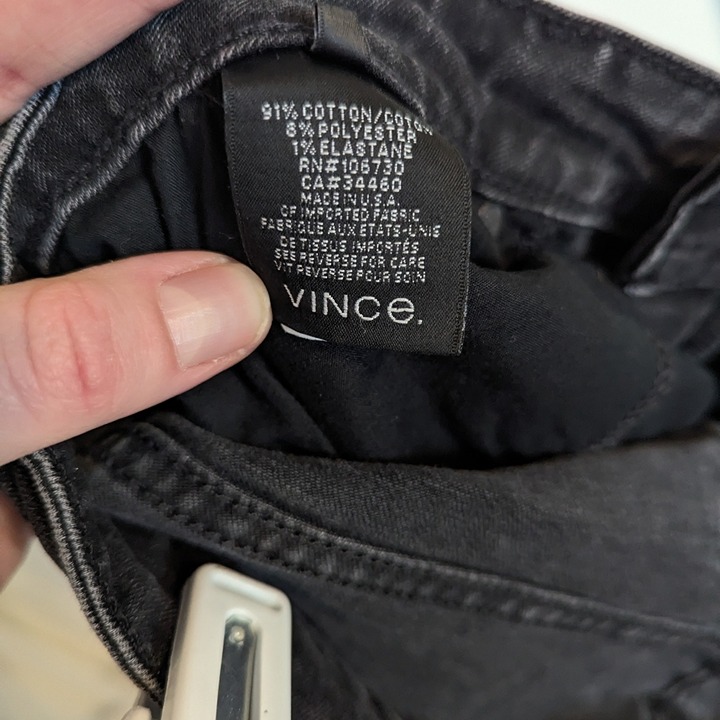 91% COTTON/COTON
8% POLYESTER
1% ELASTANE
RN#106730
CA#34460
MADE IN U.S.A
OF IMPORTED FABRIC
FABRIQUE AUX ETATS-UNIS
DE TISSUS IMPORTÉS
SEE REVERSE FOR CARE
VIT REVERSE POUR SOIN
VINCE.